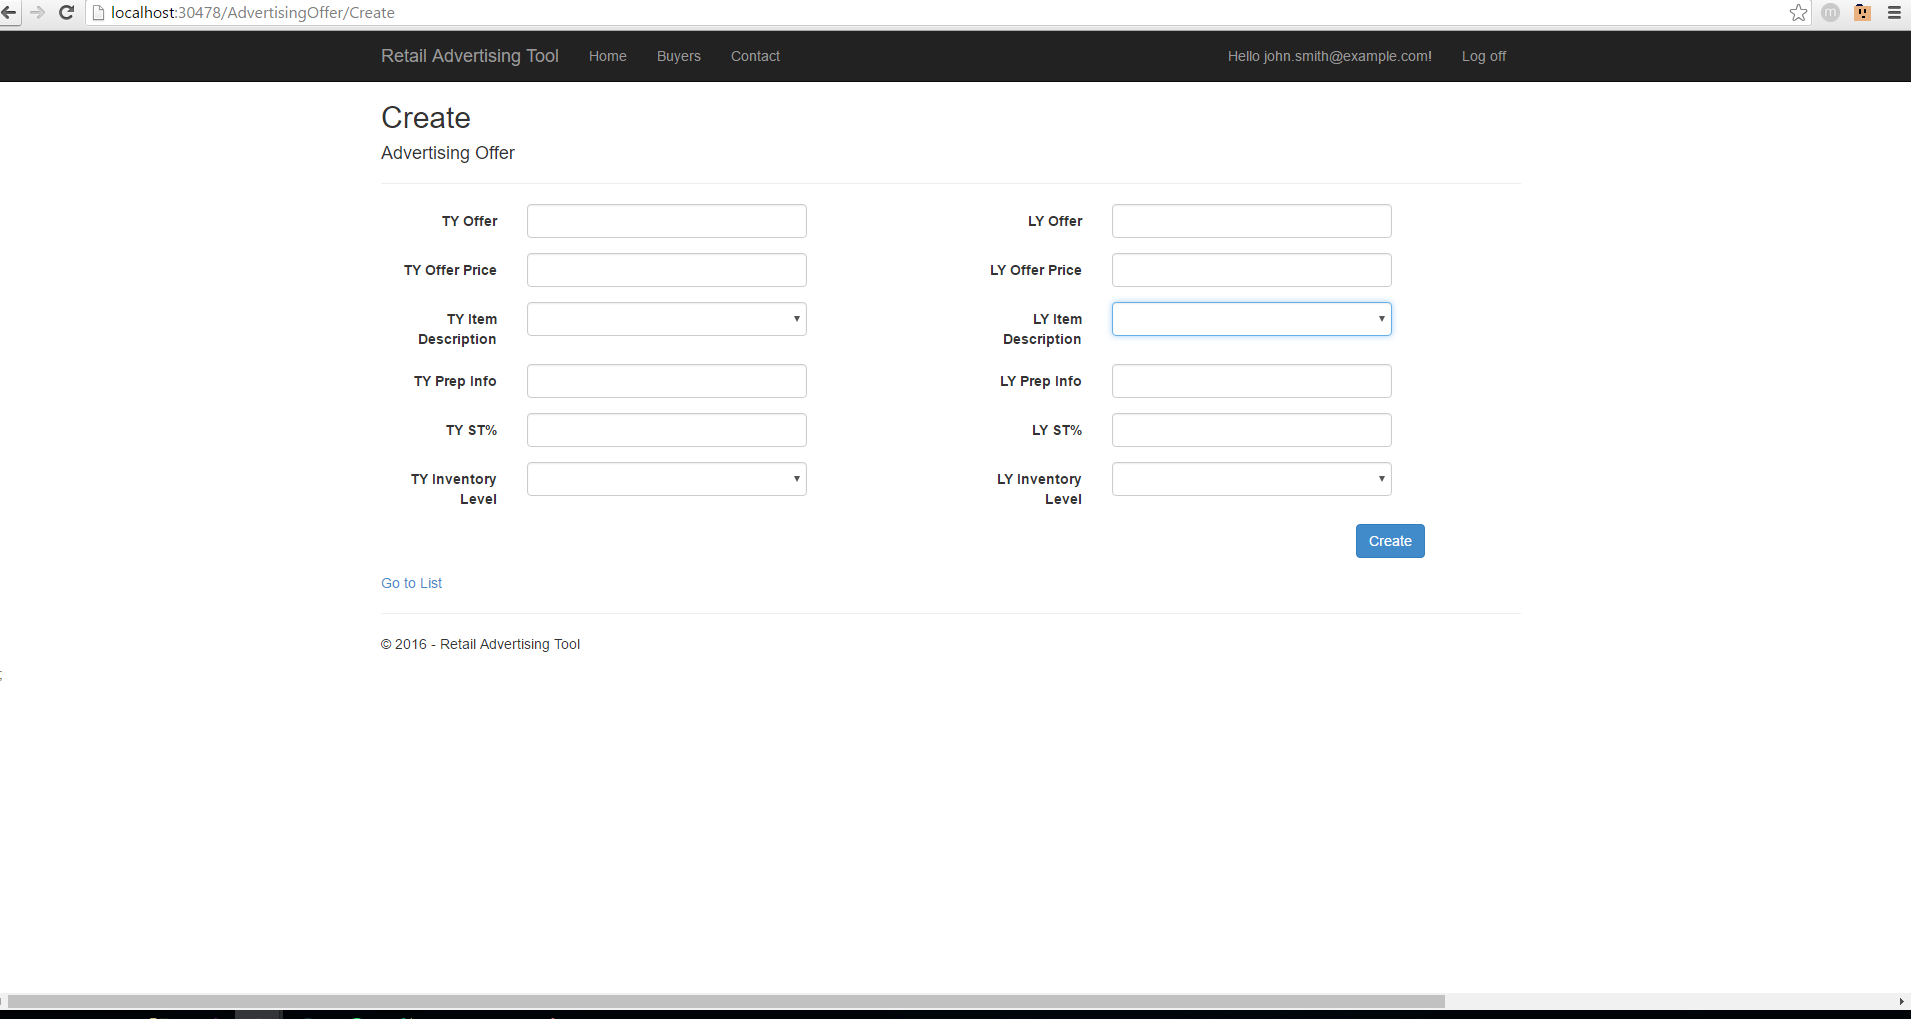 localhost:30478/AdvertisingOffer/Create
m
Retail Advertising Tool Home Buyers Contact Hello john.smith@example.com! Log off
Create
Advertising Offer
TY Offer LY Offer
TY Offer Price LY Offer Price
TY Item LY Item
Description Description
TY Prep Info LY Prep Info
TY ST% LY ST%
TY Inventory LY Inventory
Level Level
Create
Go to List
© 2016 - Retail Advertising Tool
;